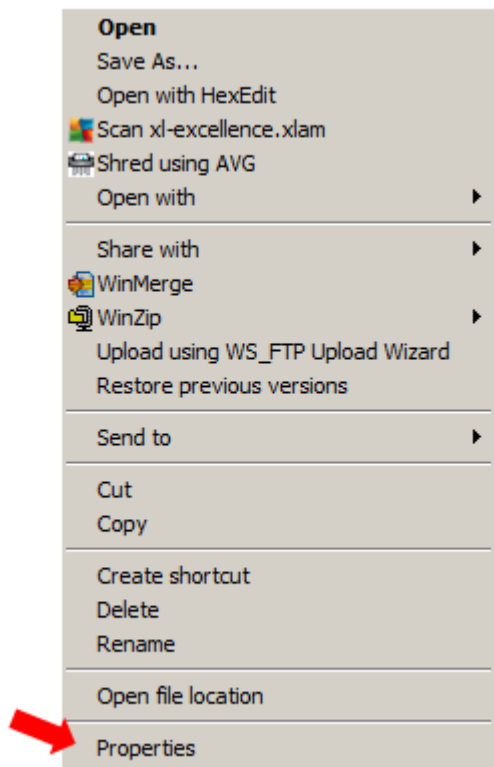 Open
Save As...
Open with HexEdit
Scan xl-excellence.xlam
Shred using AVG
Open with
Share with
WinMerge
WinZip
Upload using WS_FTP Upload Wizard
Restore previous versions
Send to
Cut
Copy
Create shortcut
Delete
Rename
Open file location
Properties